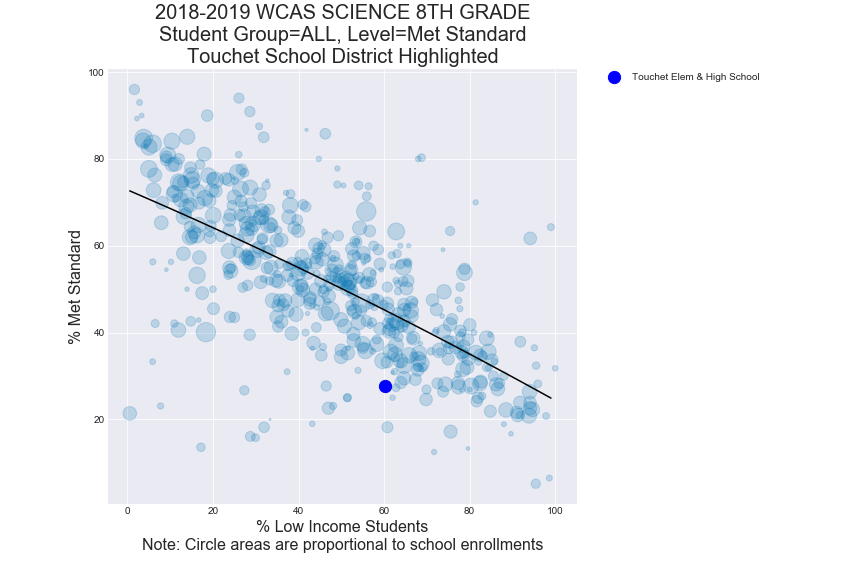 2018-2019 WCAS SCIENCE 8TH GRADE
Student Group=ALL, Level=Met Standard
Touchet School District Highlighted
Touchet Elem & High School
100
80
60
40
20
% Met Standard
0 20 40 60 80 100
% Low Income Students
Note: Circle areas are proportional to school enrollments